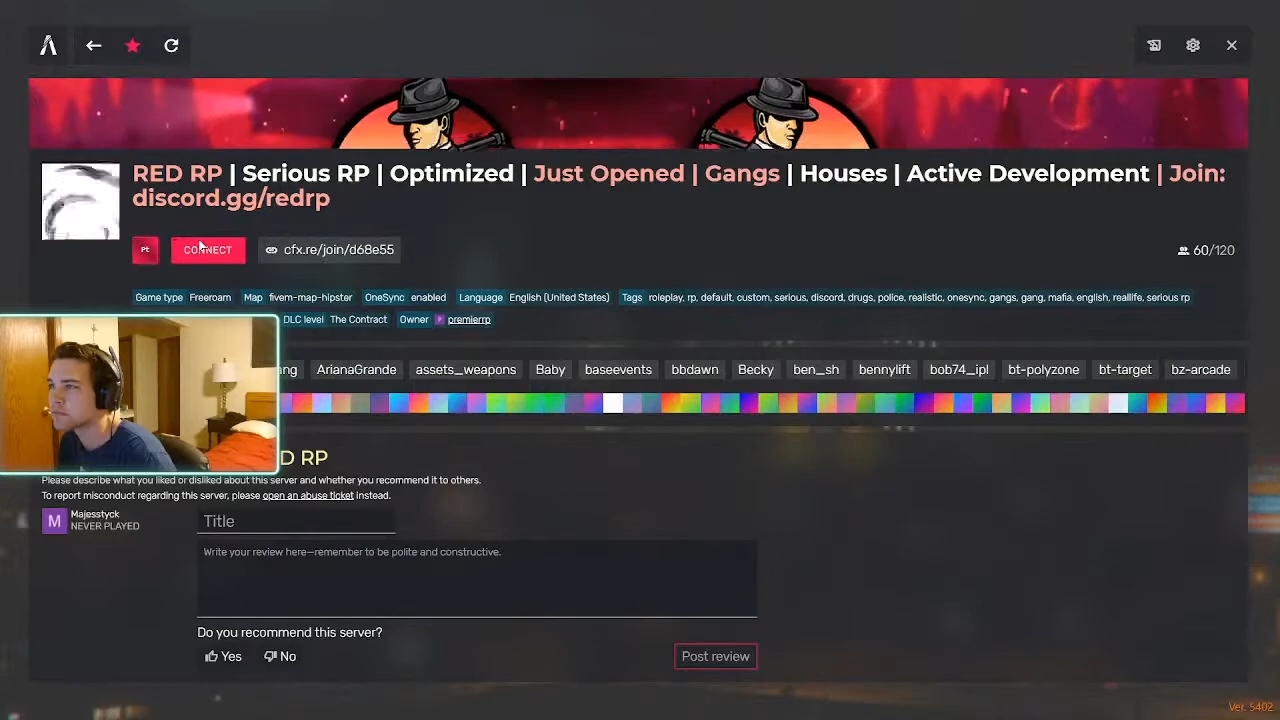 RED RP | Serious RP | Optimized | Just Opened | Gangs | Houses | Active Development | Join:
discord.gg/redrp
Pt CONNECT cfx.re/join/d68e55 60/120
Game type Freeroam Map fivem-map-hipster OneSync enabled Language English (United States) Tags roleplay, rp, default, custom, serious, discord, drugs, police, realistic, onesync, gangs, gang, mafia, english, reallife, serious rp
DLC level The Contract Owner premierrp
ng ArianaGrande assets_weapons Baby baseevents bbdawn Becky ben_sh bennylift bob74_ipl bt-polyzone bt-target bz-arcade
D RP
Please describe what you liked or disliked about this server and whether you recommend it to others.
To report misconduct regarding this server, please open an abuse ticket instead.
M Majesstyck
NEVER PLAYED
Title
Write your review here—remember to be polite and constructive.
Do you recommend this server?
Yes No Post review
Ver. 5402